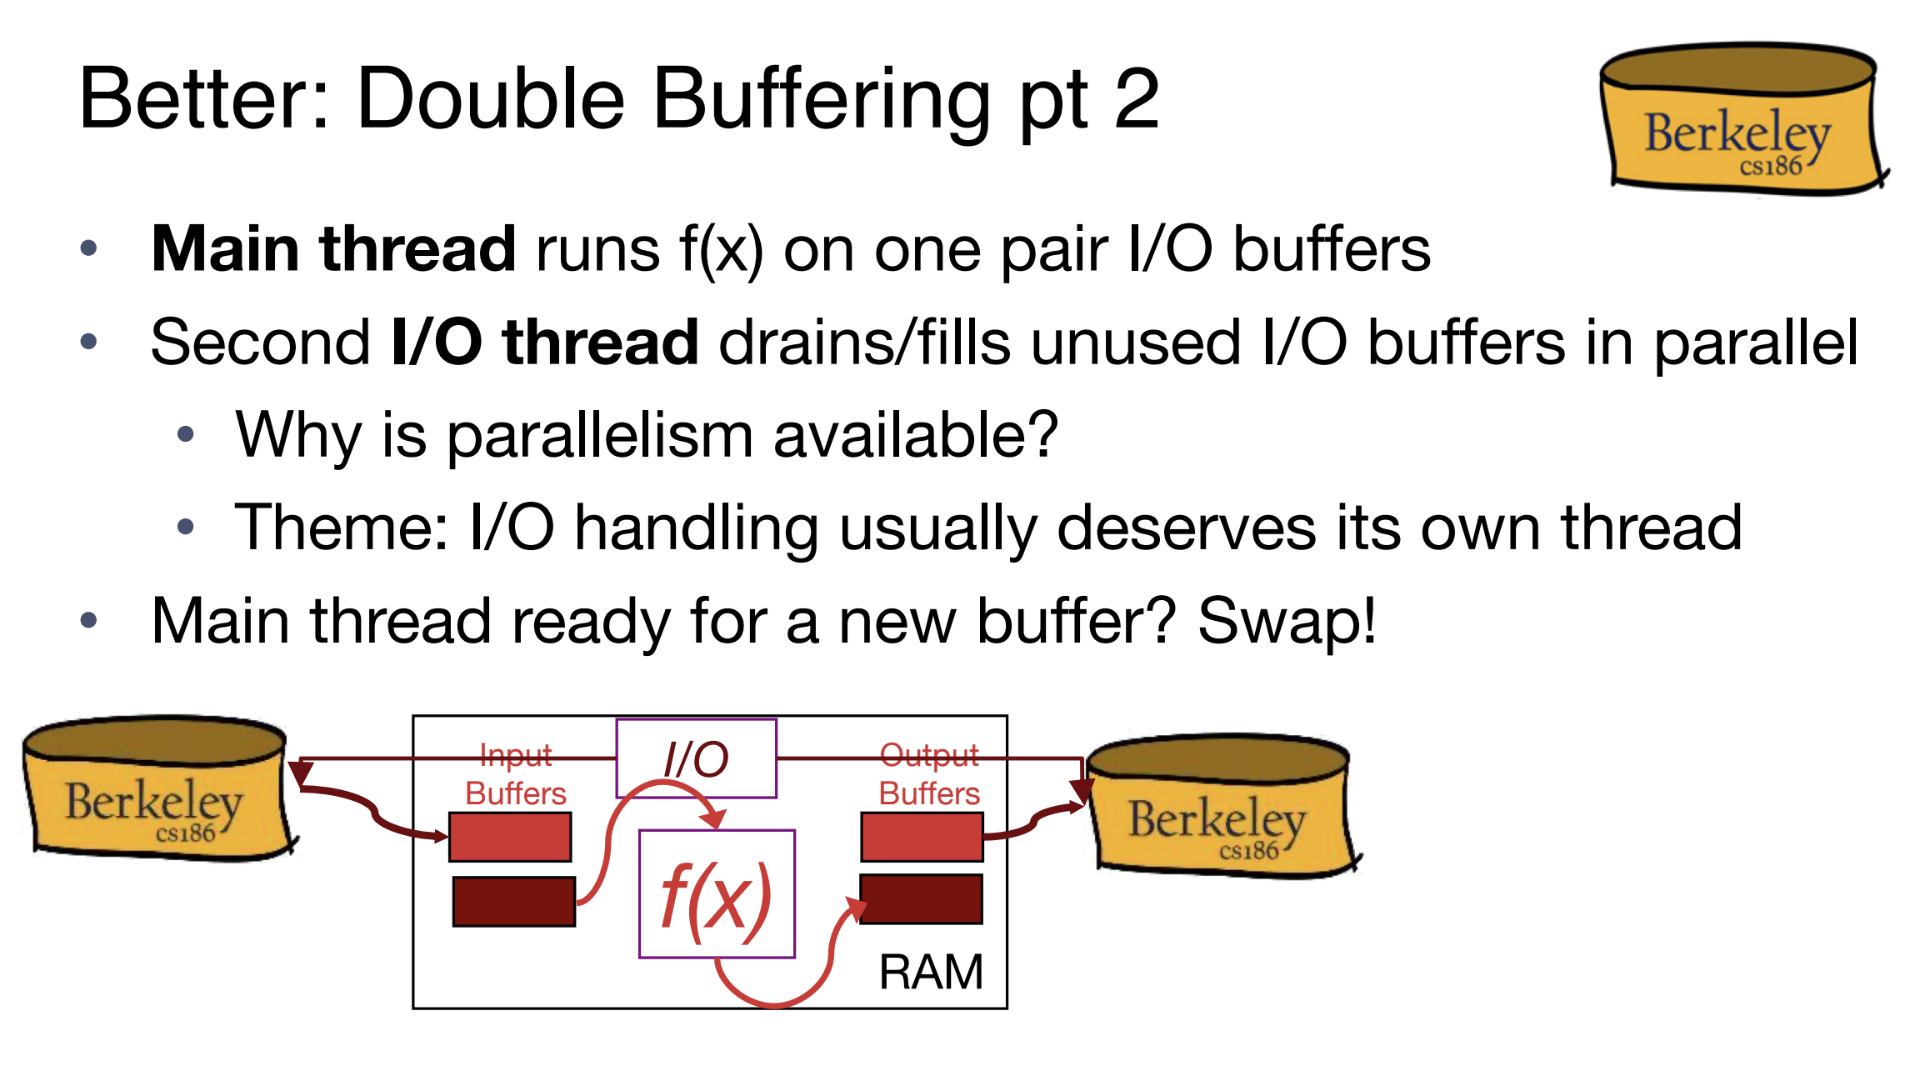 Better: Double Buffering pt 2
Berkeley
cs186
• Main thread runs f(x) on one pair I/O buffers
• Second I/O thread drains/fills unused I/O buffers in parallel
• Why is parallelism available?
• Theme: I/O handling usually deserves its own thread
• Main thread ready for a new buffer? Swap!
Berkeley
cs186
Input
Buffers
I/O
f(x)
Output
Buffers
RAM
Berkeley
cs186